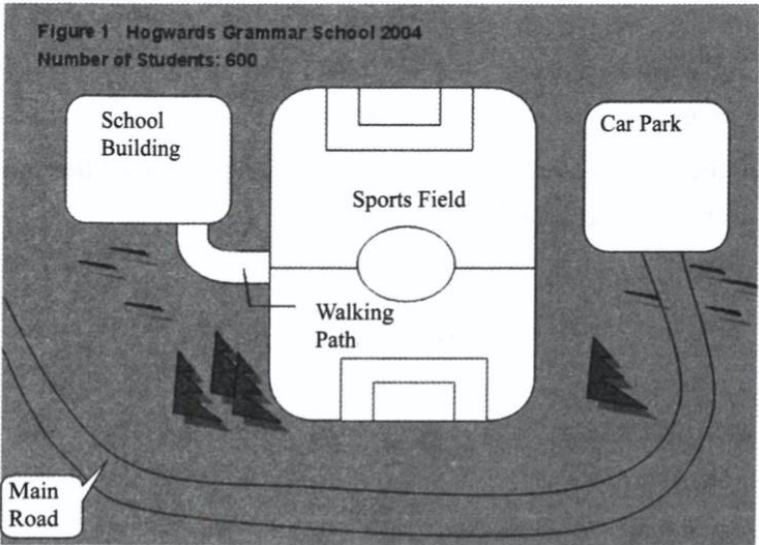 Figure 1 Hogwards Grammar School 2004
Number of Students: 600
School
Building
Car Park
Sports Field
Walking
Path
Main
Road